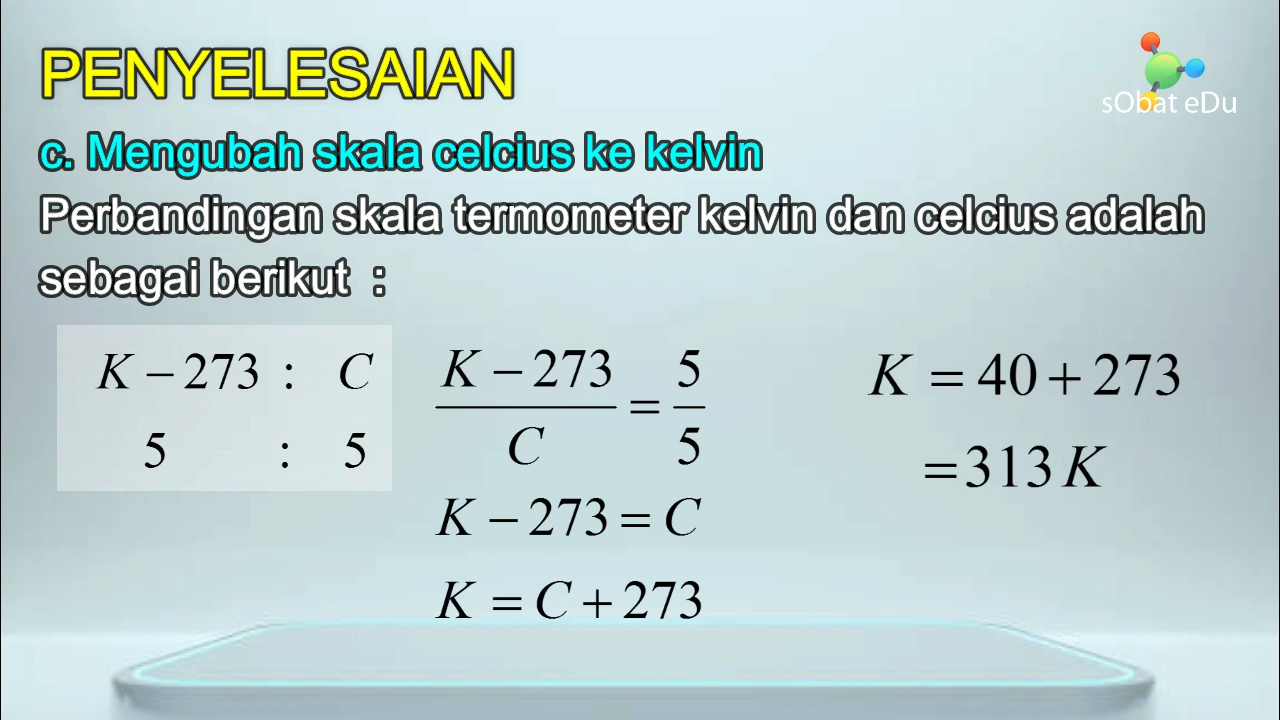 PENYELESAIAN
sObat eDu
c. Mengubah skala celcius ke kelvin
Perbandingan skala termometer kelvin dan celcius adalah
sebagai berikut :
K − 273 : C
5 : 5
K − 273 / C = 5 / 5
K − 273 = C
K = C + 273
K = 40 + 273
= 313 K